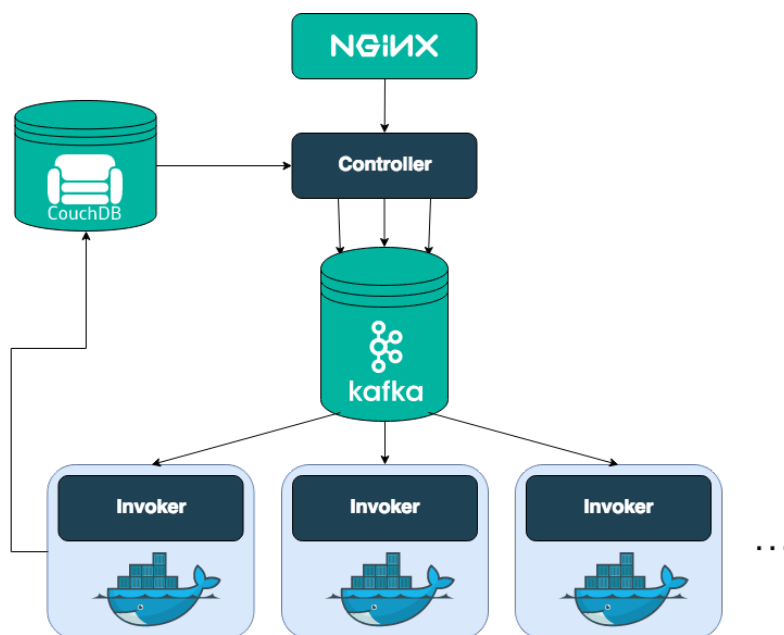 NGINX
Controller
CouchDB
kafka
Invoker
Invoker
Invoker
...